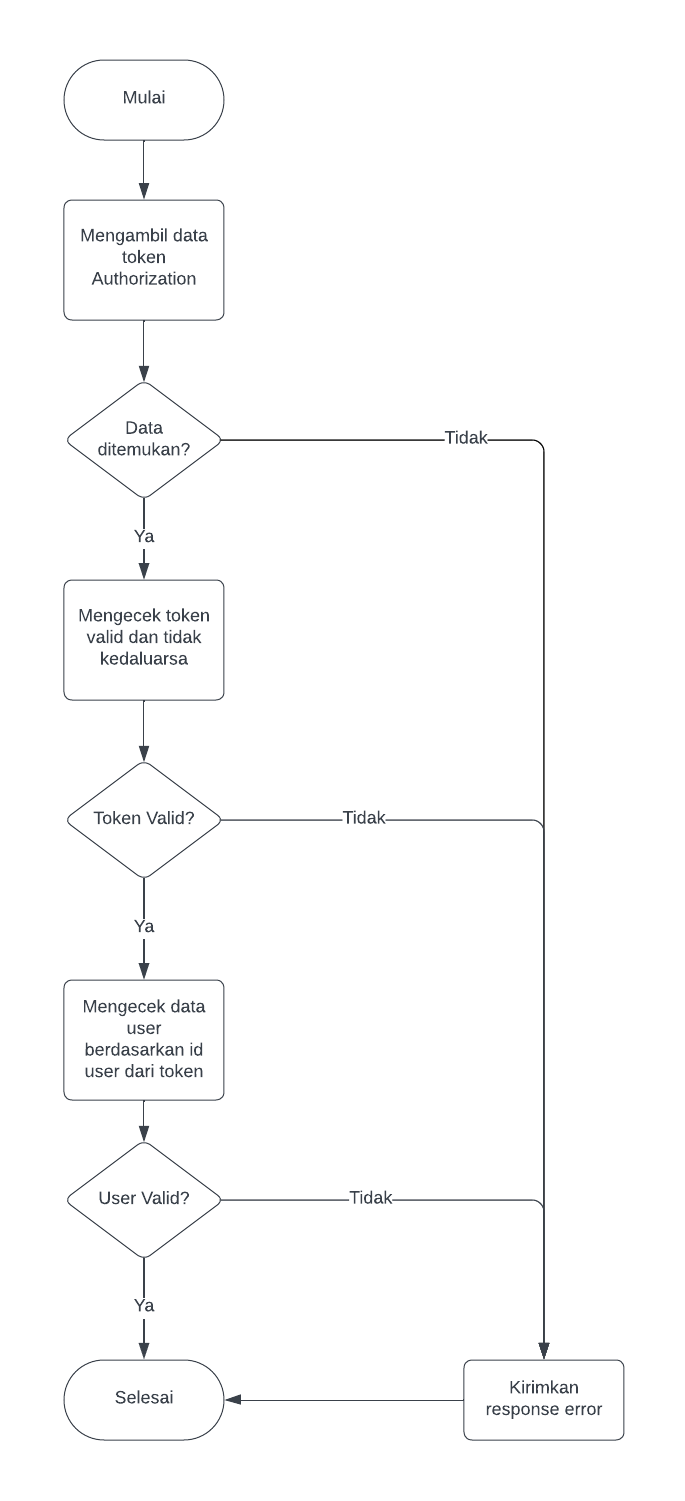 Mulai
Mengambil data
token
Authorization
Data
ditemukan?
Tidak
Ya
Mengecek token
valid dan tidak
kedaluarsa
Token Valid?
Tidak
Ya
Mengecek data
user
berdasarkan id
user dari token
User Valid?
Tidak
Ya
Selesai
Kirimkan
response error